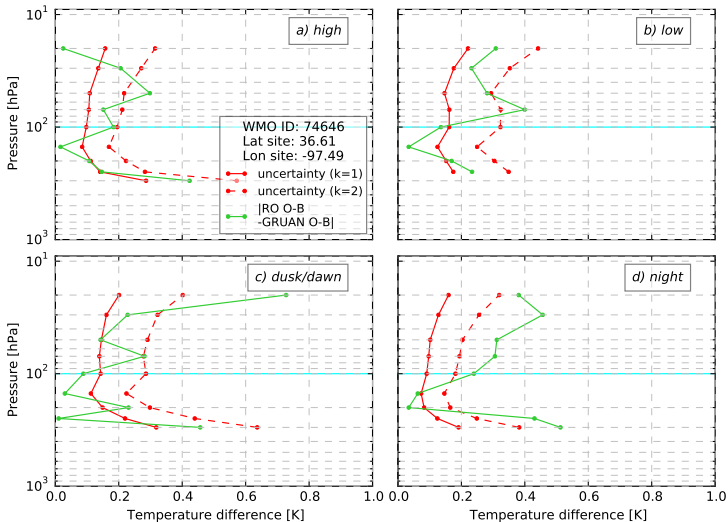 10¹
a) high
b) low
Pressure [hPa]
10²
WMO ID: 74646
Lat site: 36.61
Lon site: -97.49
uncertainty (k=1)
uncertainty (k=2)
|RO O-B
-GRUAN O-B|
10³
10¹
c) dusk/dawn
d) night
Pressure [hPa]
10²
10³
0.0 0.2 0.4 0.6 0.8 1.0 0.0 0.2 0.4 0.6 0.8 1.0
Temperature difference [K] Temperature difference [K]